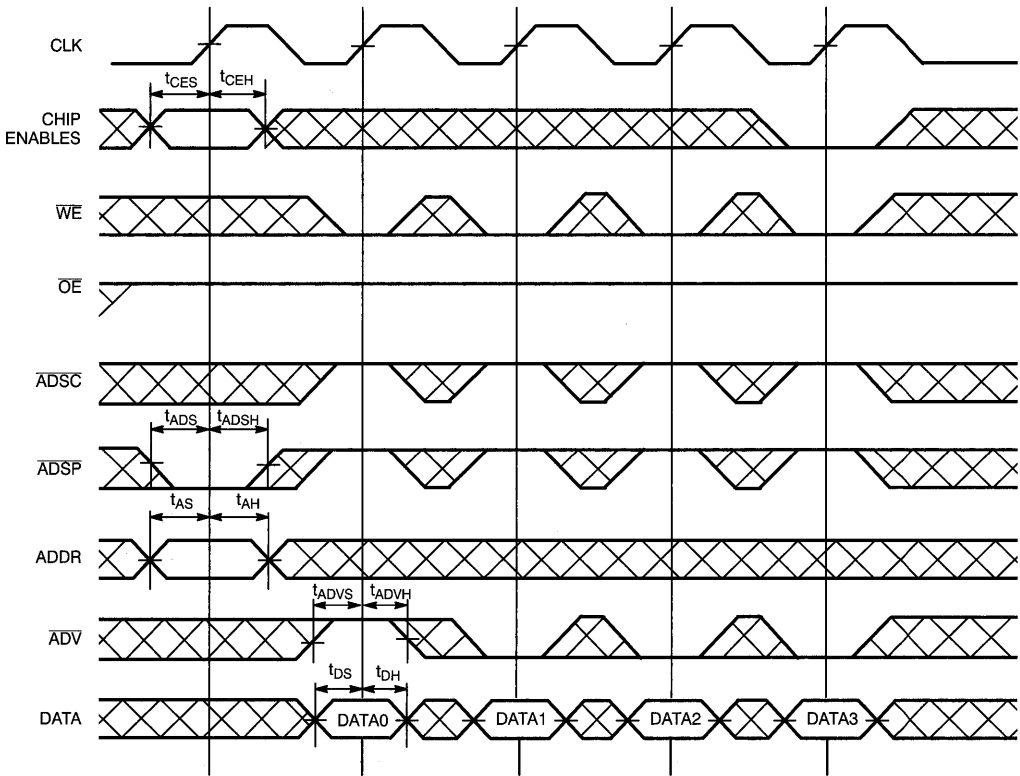 CLK
tCES tCEH
CHIP
ENABLES
WE
OE
ADSC
tADS tADSH
ADSP
tAS tAH
ADDR
tADVS tADVH
ADV
tDS tDH
DATA DATA0 DATA1 DATA2 DATA3